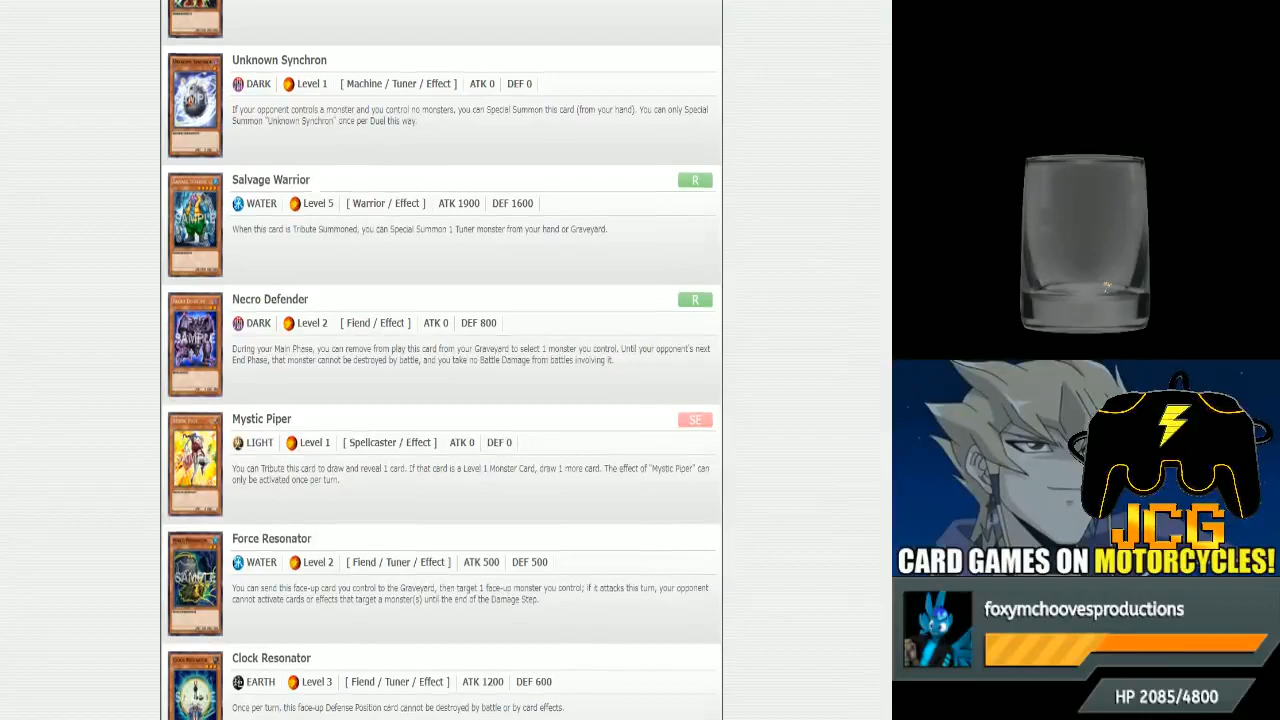 Unknown Synchron
DARK Level 1 [ Machine / Tuner / Effect ] ATK 0 DEF 0
If your opponent controls a monster and you control no monsters, you can Special Summon this card (from your hand). You can only Special
Summon "Unknown Synchron" once per Duel this way.
Salvage Warrior R
WATER Level 5 [ Warrior / Effect ] ATK 1900 DEF 1600
When this card is Tribute Summoned, you can Special Summon 1 Tuner monster from your hand or Graveyard.
Necro Defender R
DARK Level 2 [ Fiend / Effect ] ATK 0 DEF 800
During your Main Phase, you can remove from play this card from your Graveyard to select 1 monster you control. Until your opponent's next
End Phase, that monster cannot be destroyed by battle, and you take no Battle Damage from battles involving it.
Mystic Piper SE
LIGHT Level 1 [ Spellcaster / Effect ] ATK 0 DEF 0
You can Tribute this card to draw and reveal 1 card. If that card is a Level 1 Monster Card, draw 1 more card. The effect of "Mystic Piper" can
only be activated once per turn.
Force Resonator
WATER Level 2 [ Fiend / Tuner / Effect ] ATK 500 DEF 500
You can send this face-up card you control to the Graveyard, then target 1 face-up monster you control; if it attacks this turn, your opponent
cannot activate cards or effects that target a monster(s) until the end of the Damage Step.
Clock Resonator
EARTH Level 3 [ Fiend / Tuner / Effect ] ATK 1200 DEF 600
Once per turn, this face-up Defense Position card cannot be destroyed by battle or by card effects.
JCG
CARD GAMES ON MOTORCYCLES!
foxymchoovesproductions
HP 2085/4800